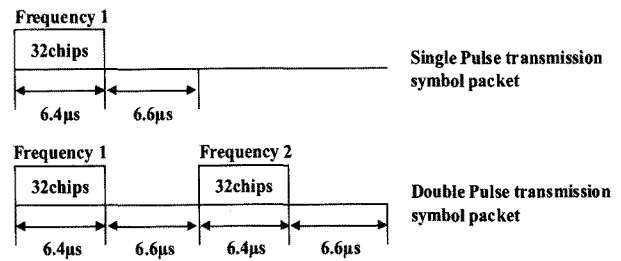 Frequency 1
32chips
Single Pulse transmission
symbol packet
6.4μs 6.6μs
Frequency 1 Frequency 2
32chips 32chips
Double Pulse transmission
symbol packet
6.4μs 6.6μs 6.4μs 6.6μs